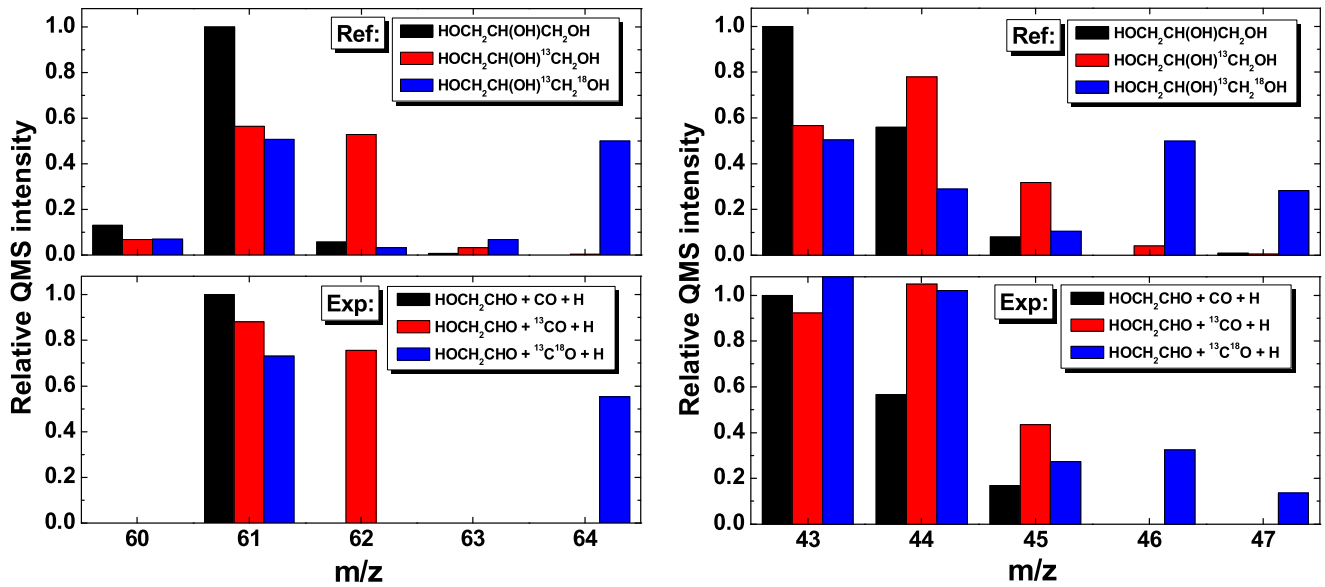 Relative QMS intensity
1.0
0.8
0.6
0.4
0.2
0.0
Ref:
HOCH₂CH(OH)CH₂OH
HOCH₂CH(OH)¹³CH₂OH
HOCH₂CH(OH)¹³CH₂¹⁸OH
1.0
0.8
0.6
0.4
0.2
0.0
Exp:
HOCH₂CHO + CO + H
HOCH₂CHO + ¹³CO + H
HOCH₂CHO + ¹³C¹⁸O + H
60 61 62 63 64
m/z
Relative QMS intensity
1.0
0.8
0.6
0.4
0.2
0.0
Ref:
HOCH₂CH(OH)CH₂OH
HOCH₂CH(OH)¹³CH₂OH
HOCH₂CH(OH)¹³CH₂¹⁸OH
1.0
0.8
0.6
0.4
0.2
0.0
Exp:
HOCH₂CHO + CO + H
HOCH₂CHO + ¹³CO + H
HOCH₂CHO + ¹³C¹⁸O + H
43 44 45 46 47
m/z